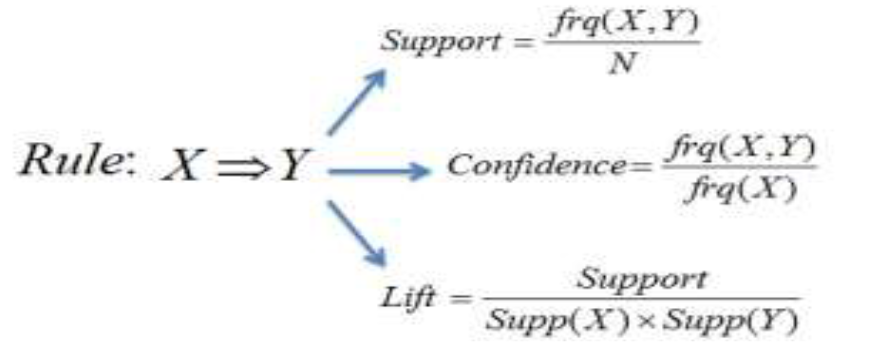 Support = frq(X,Y) / N
Rule: X ⇒ Y
Confidence= frq(X,Y) / frq(X)
Lift = Support / Supp(X)×Supp(Y)